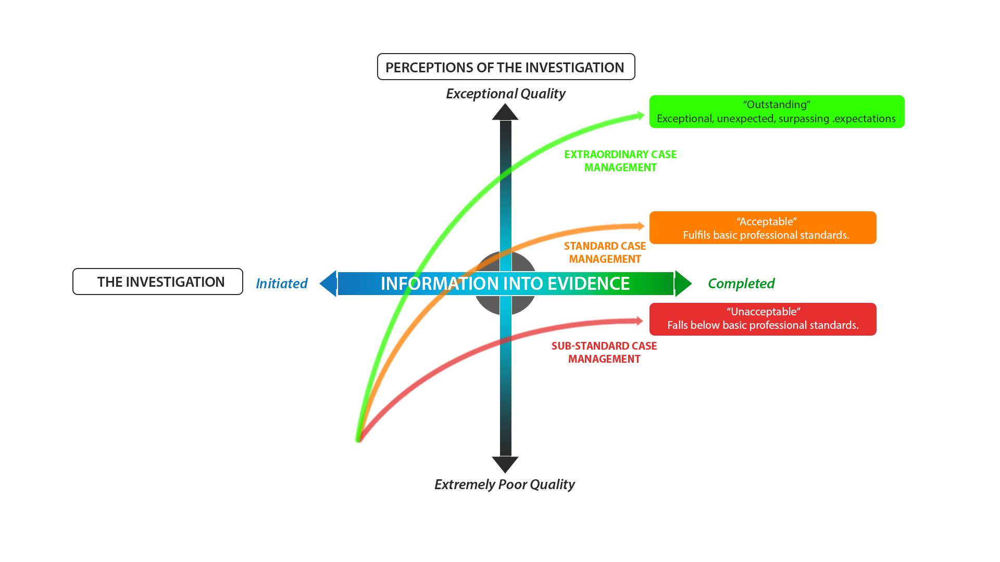 PERCEPTIONS OF THE INVESTIGATION
Exceptional Quality
“Outstanding”
Exceptional, unexpected, surpassing .expectations
EXTRAORDINARY CASE
MANAGEMENT
“Acceptable”
Fulfils basic professional standards.
STANDARD CASE
MANAGEMENT
THE INVESTIGATION
Initiated
INFORMATION INTO EVIDENCE
Completed
“Unacceptable”
Falls below basic professional standards.
SUB-STANDARD CASE
MANAGEMENT
Extremely Poor Quality